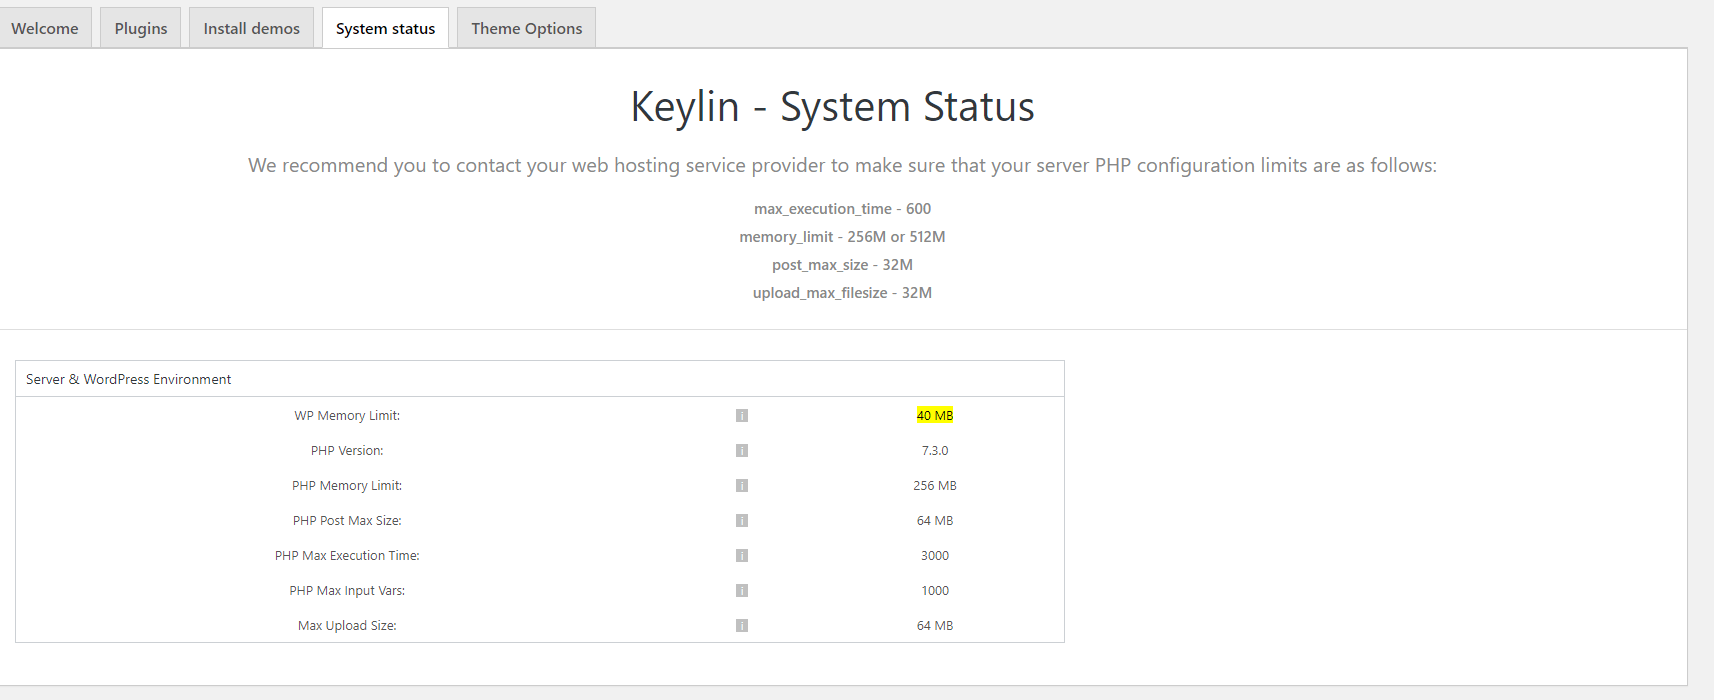 Welcome Plugins Install demos System status Theme Options
Keylin - System Status
We recommend you to contact your web hosting service provider to make sure that your server PHP configuration limits are as follows:
max_execution_time - 600
memory_limit - 256M or 512M
post_max_size - 32M
upload_max_filesize - 32M
Server & WordPress Environment
WP Memory Limit: i 40 MB
PHP Version: i 7.3.0
PHP Memory Limit: i 256 MB
PHP Post Max Size: i 64 MB
PHP Max Execution Time: i 3000
PHP Max Input Vars: i 1000
Max Upload Size: i 64 MB